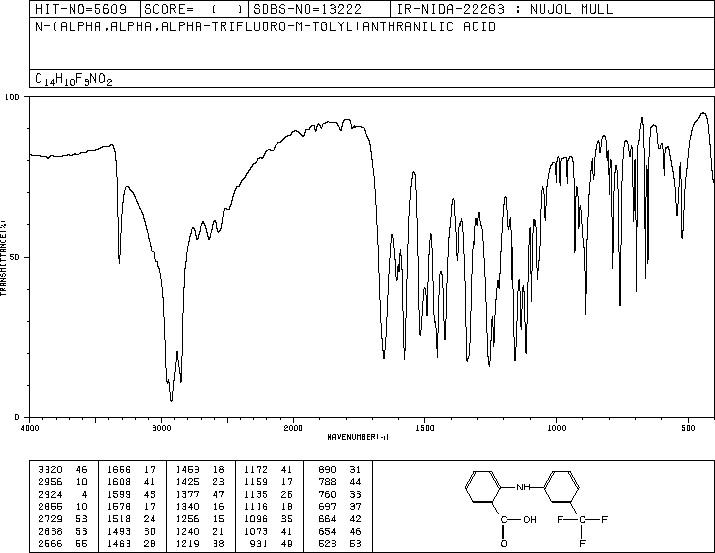 HIT-NO=5609 SCORE= ( ) SDBS-NO=13222 IR-NIDA-22263 : NUJOL MULL
N-(ALPHA,ALPHA,ALPHA-TRIFLUORO-M-TOLYL)ANTHRANILIC ACID
C14H10F3NO2
100
TRANSMITTANCE(%)
50
0
4000 3000 2000 1500 1000 500
WAVENUMBER(-1)
3320 46 1656 17 1453 18 1172 41 890 31
2956 10 1608 41 1425 23 1159 17 788 44
2924 4 1599 45 1377 47 1135 26 760 33
2855 10 1578 17 1340 16 1116 18 697 37
2729 53 1518 24 1256 15 1096 35 664 42
2638 53 1493 30 1240 21 1073 41 654 46
2566 55 1463 28 1219 38 931 49 523 53
NH
OH F F
O F